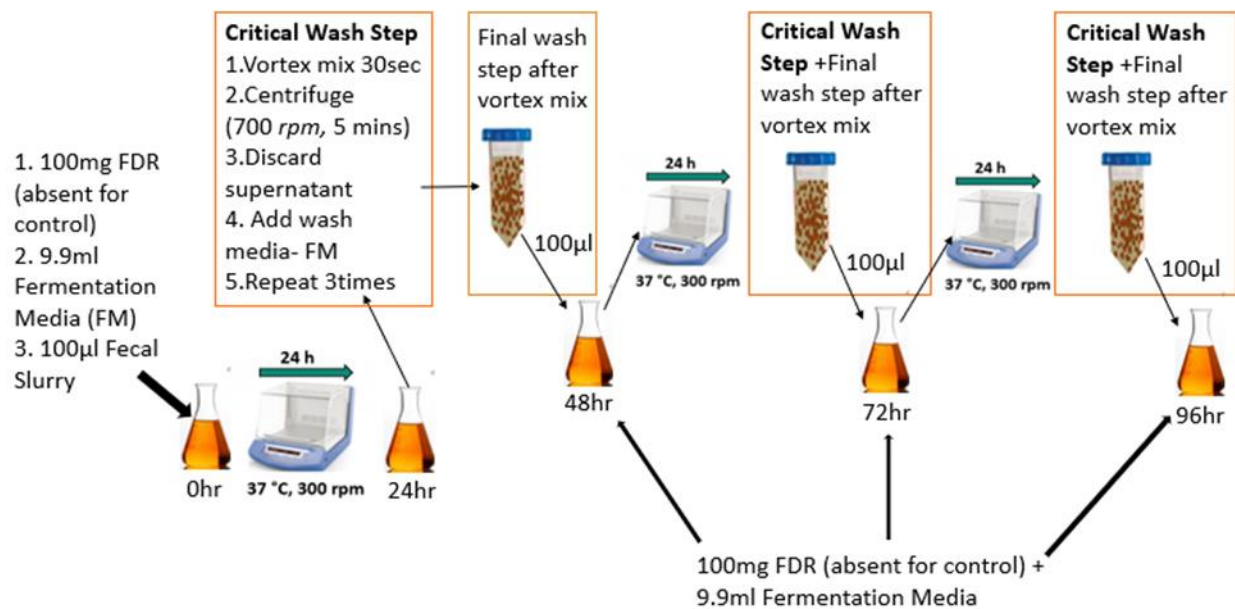 1. 100mg FDR
(absent for
control)
2. 9.9ml
Fermentation
Media (FM)
3. 100µl Fecal
Slurry
0hr
24 h
37 °C, 300 rpm
24hr
Critical Wash Step
1.Vortex mix 30sec
2.Centrifuge
(700 rpm, 5 mins)
3.Discard
supernatant
4. Add wash
media- FM
5.Repeat 3times
Final wash
step after
vortex mix
100µl
48hr
24 h
37 °C, 300 rpm
Critical Wash
Step +Final
wash step after
vortex mix
100µl
72hr
24 h
37 °C, 300 rpm
Critical Wash
Step +Final
wash step after
vortex mix
100µl
96hr
100mg FDR (absent for control) +
9.9ml Fermentation Media